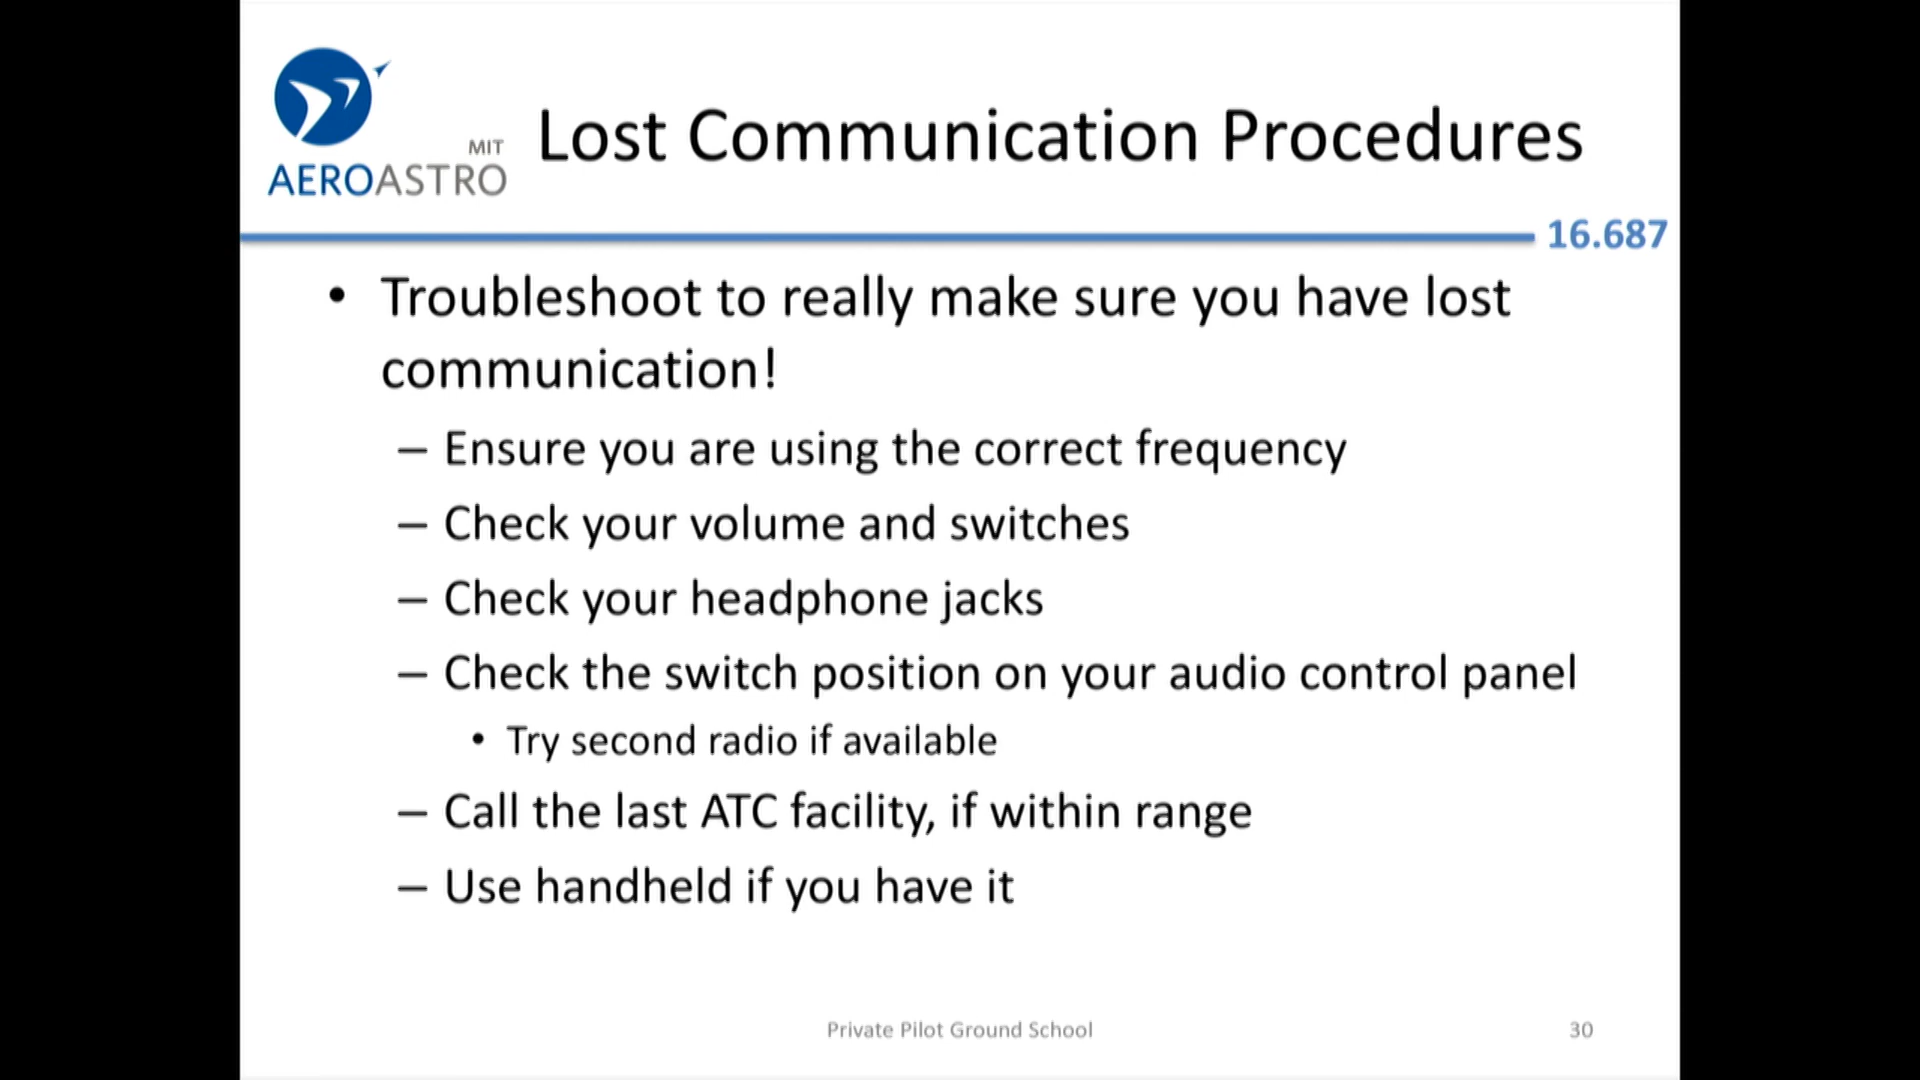 MIT
AEROASTRO
Lost Communication Procedures
16.687
• Troubleshoot to really make sure you have lost
communication!
– Ensure you are using the correct frequency
– Check your volume and switches
– Check your headphone jacks
– Check the switch position on your audio control panel
• Try second radio if available
– Call the last ATC facility, if within range
– Use handheld if you have it
Private Pilot Ground School
30